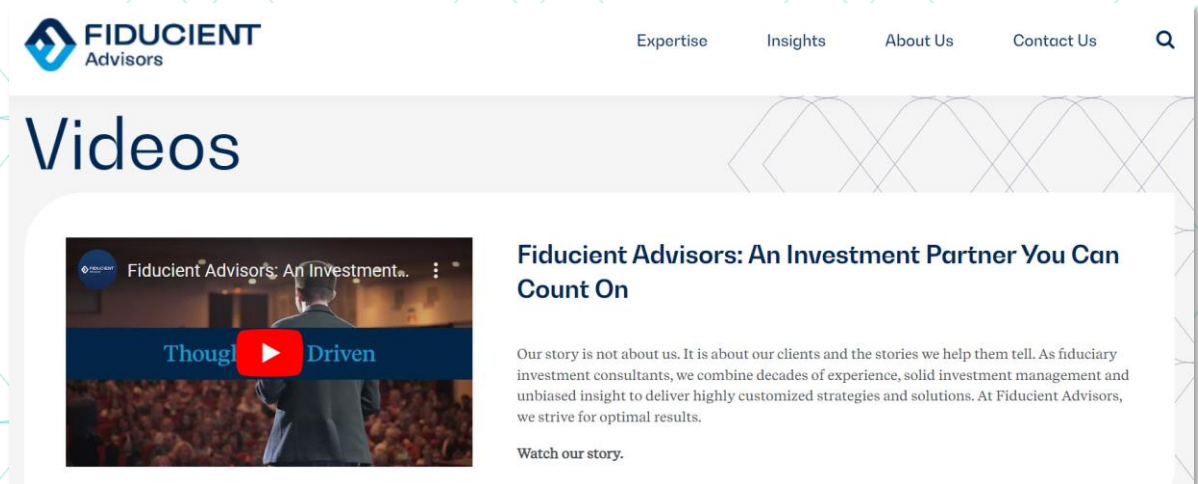 FIDUCIENT
Advisors
Expertise
Insights
About Us
Contact Us
Videos
FIDUCIENT
Fiducient Advisors: An Investment...
Driven
Fiducient Advisors: An Investment Partner You Can
Count On
Our story is not about us. It is about our clients and the stories we help them tell. As fiduciary
investment consultants, we combine decades of experience, solid investment management and
unbiased insight to deliver highly customized strategies and solutions. At Fiducient Advisors,
we strive for optimal results.
Watch our story.